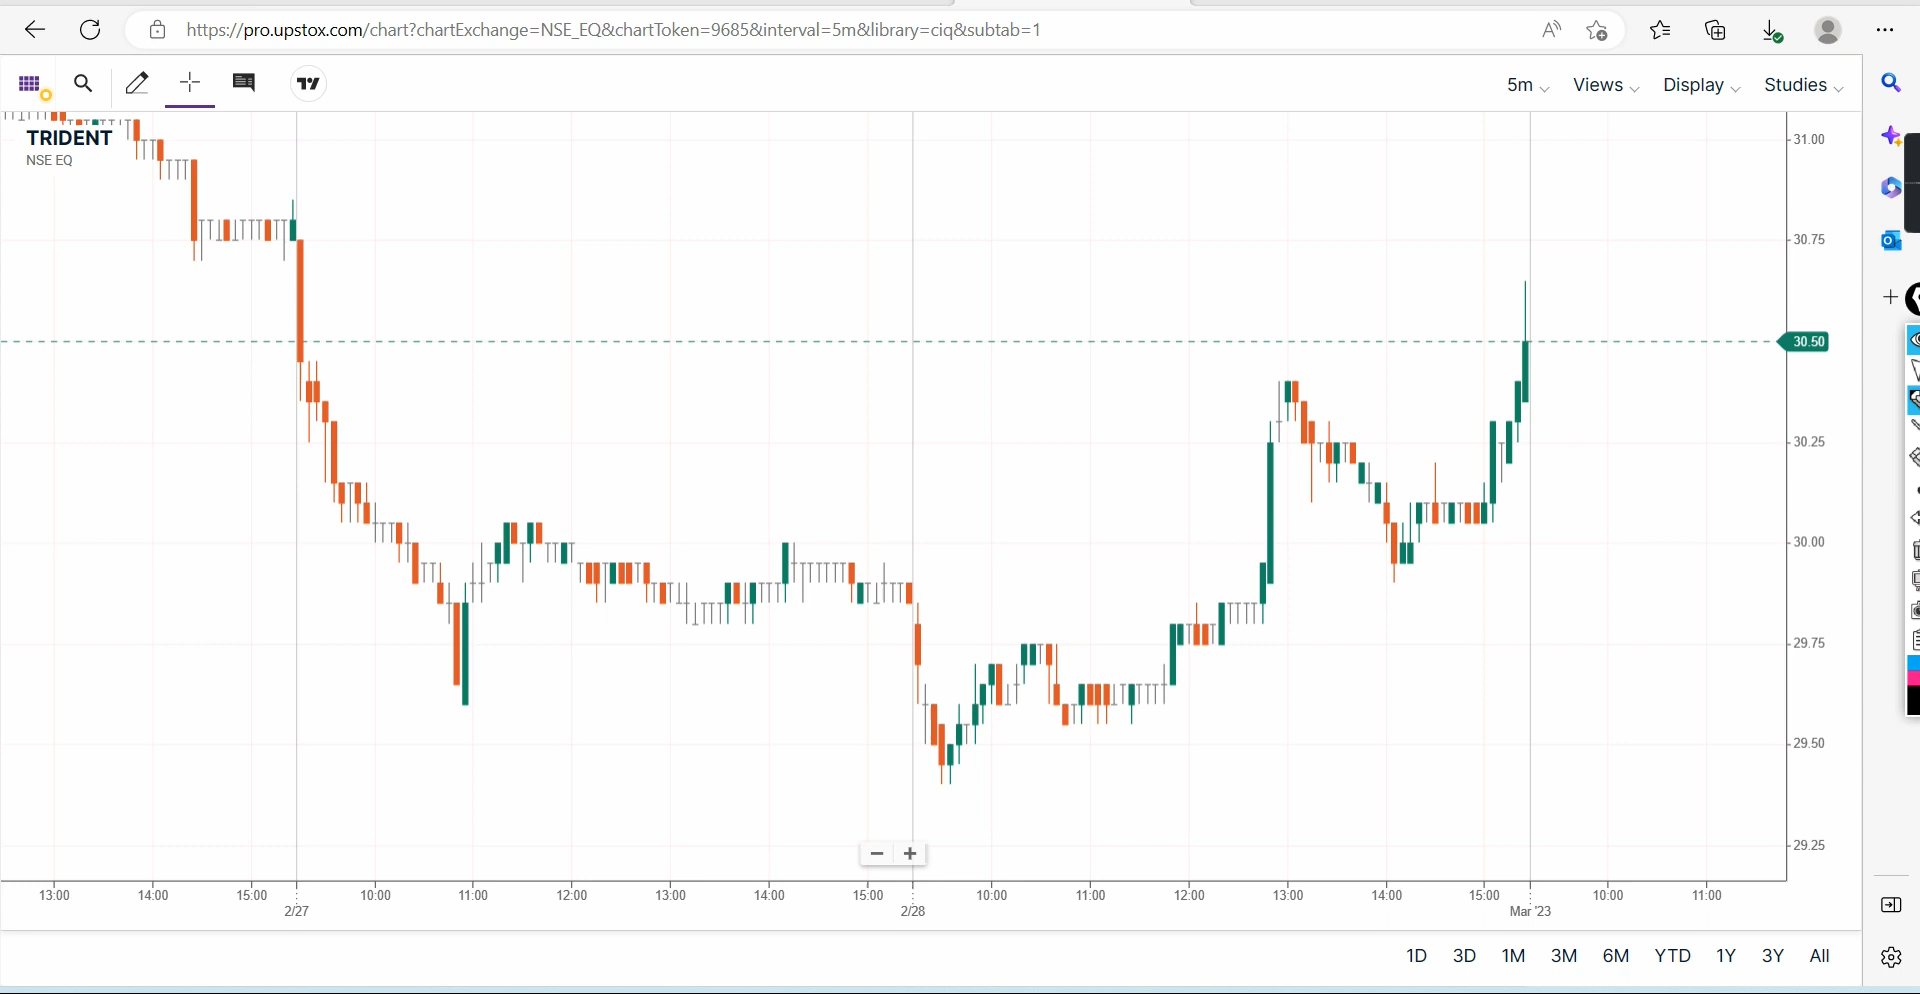 https://pro.upstox.com/chart?chartExchange=NSE_EQ&chartToken=9685&interval=5m&library=ciq&subtab=1
5m Views Display Studies
TRIDENT
NSE EQ
31.00
30.75
30.50
30.25
30.00
29.75
29.50
29.25
13:00 14:00 15:00 10:00 11:00 12:00 13:00 14:00 15:00 10:00 11:00 12:00 13:00 14:00 15:00 10:00 11:00
2/27 2/28 Mar '23
1D 3D 1M 3M 6M YTD 1Y 3Y All